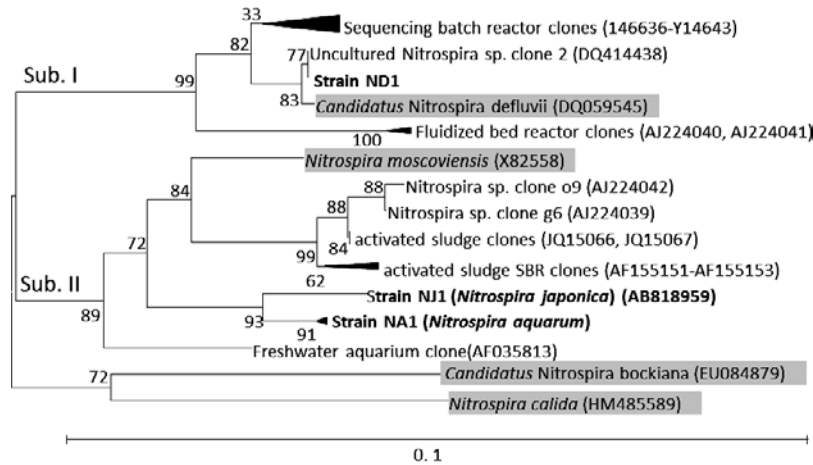 33
Sequencing batch reactor clones (146636-Y14643)
82
77
Uncultured Nitrospira sp. clone 2 (DQ414438)
Sub. I
Strain ND1
99
83
Candidatus Nitrospira defluvii (DQ059545)
100
Fluidized bed reactor clones (AJ224040, AJ224041)
Nitrospira moscoviensis (X82558)
84
88
Nitrospira sp. clone o9 (AJ224042)
88
Nitrospira sp. clone g6 (AJ224039)
72
84
activated sludge clones (JQ15066, JQ15067)
99
activated sludge SBR clones (AF155151-AF155153)
62
Sub. II
Strain NJ1 (Nitrospira japonica) (AB818959)
89
93
Strain NA1 (Nitrospira aquarum)
91
Freshwater aquarium clone(AF035813)
72
Candidatus Nitrospira bockiana (EU084879)
Nitrospira calida (HM485589)
0. 1